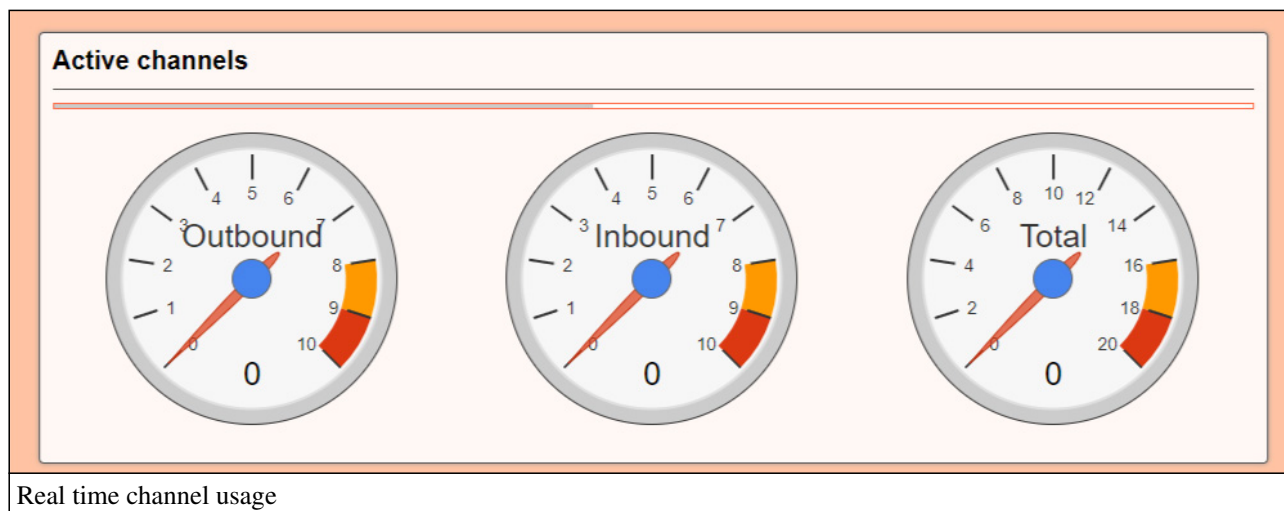 Active channels
0 1 2 3 4 5 6 7 8 9 10
Outbound
0
0 1 2 3 4 5 6 7 8 9 10
Inbound
0
0 2 4 6 8 10 12 14 16 18 20
Total
0
Real time channel usage